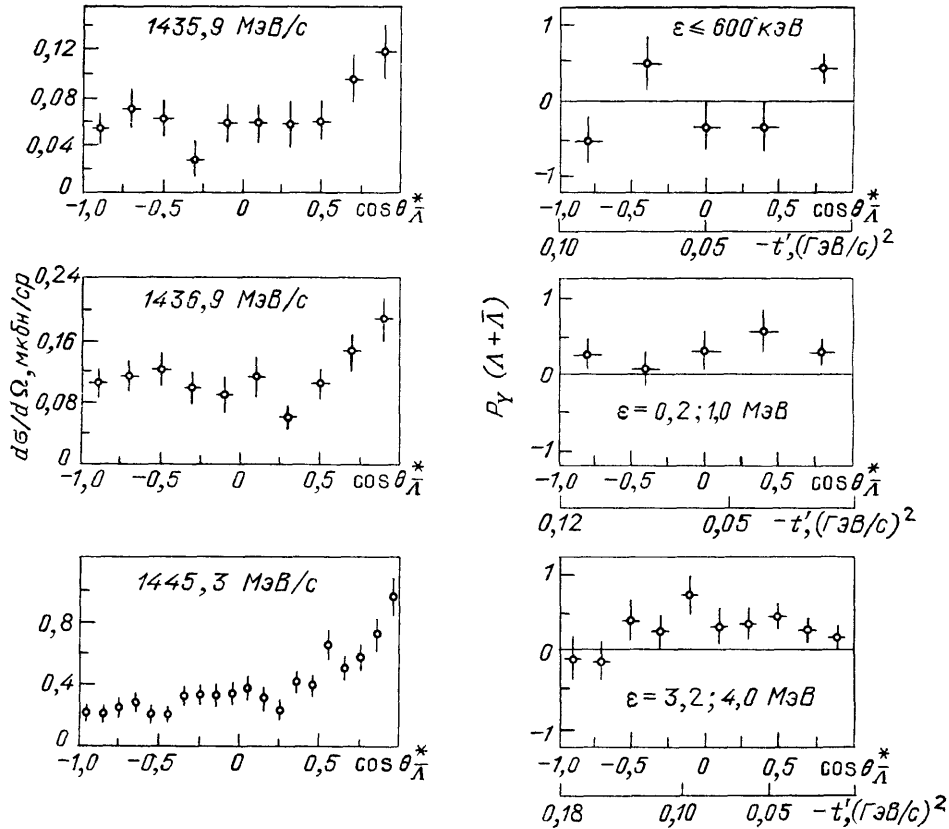 1435,9 МэВ/с
0,12
0,08
0,04
0
-1,0 -0,5 0 0,5 cos θ*Λ̄
ε ≤ 600 кэВ
1
0
-1
-1,0 -0,5 0 0,5 cos θ*Λ̄
0,10 0,05 -t′,(ГэВ/с)²
dσ/dΩ, мкбн/ср
1436,9 МэВ/с
0,24
0,16
0,08
0
-1,0 -0,5 0 0,5 cos θ*Λ̄
P_Y (Λ+Λ̄)
1
0
-1
ε = 0,2; 1,0 МэВ
-1,0 -0,5 0 0,5 cos θ*Λ̄
0,12 0,05 -t′,(ГэВ/с)²
1445,3 МэВ/с
0,8
0,4
0
-1,0 -0,5 0 0,5 cos θ*Λ̄
1
0
-1
ε = 3,2; 4,0 МэВ
-1,0 -0,5 0 0,5 cos θ*Λ̄
0,18 0,10 0,05 -t′,(ГэВ/с)²